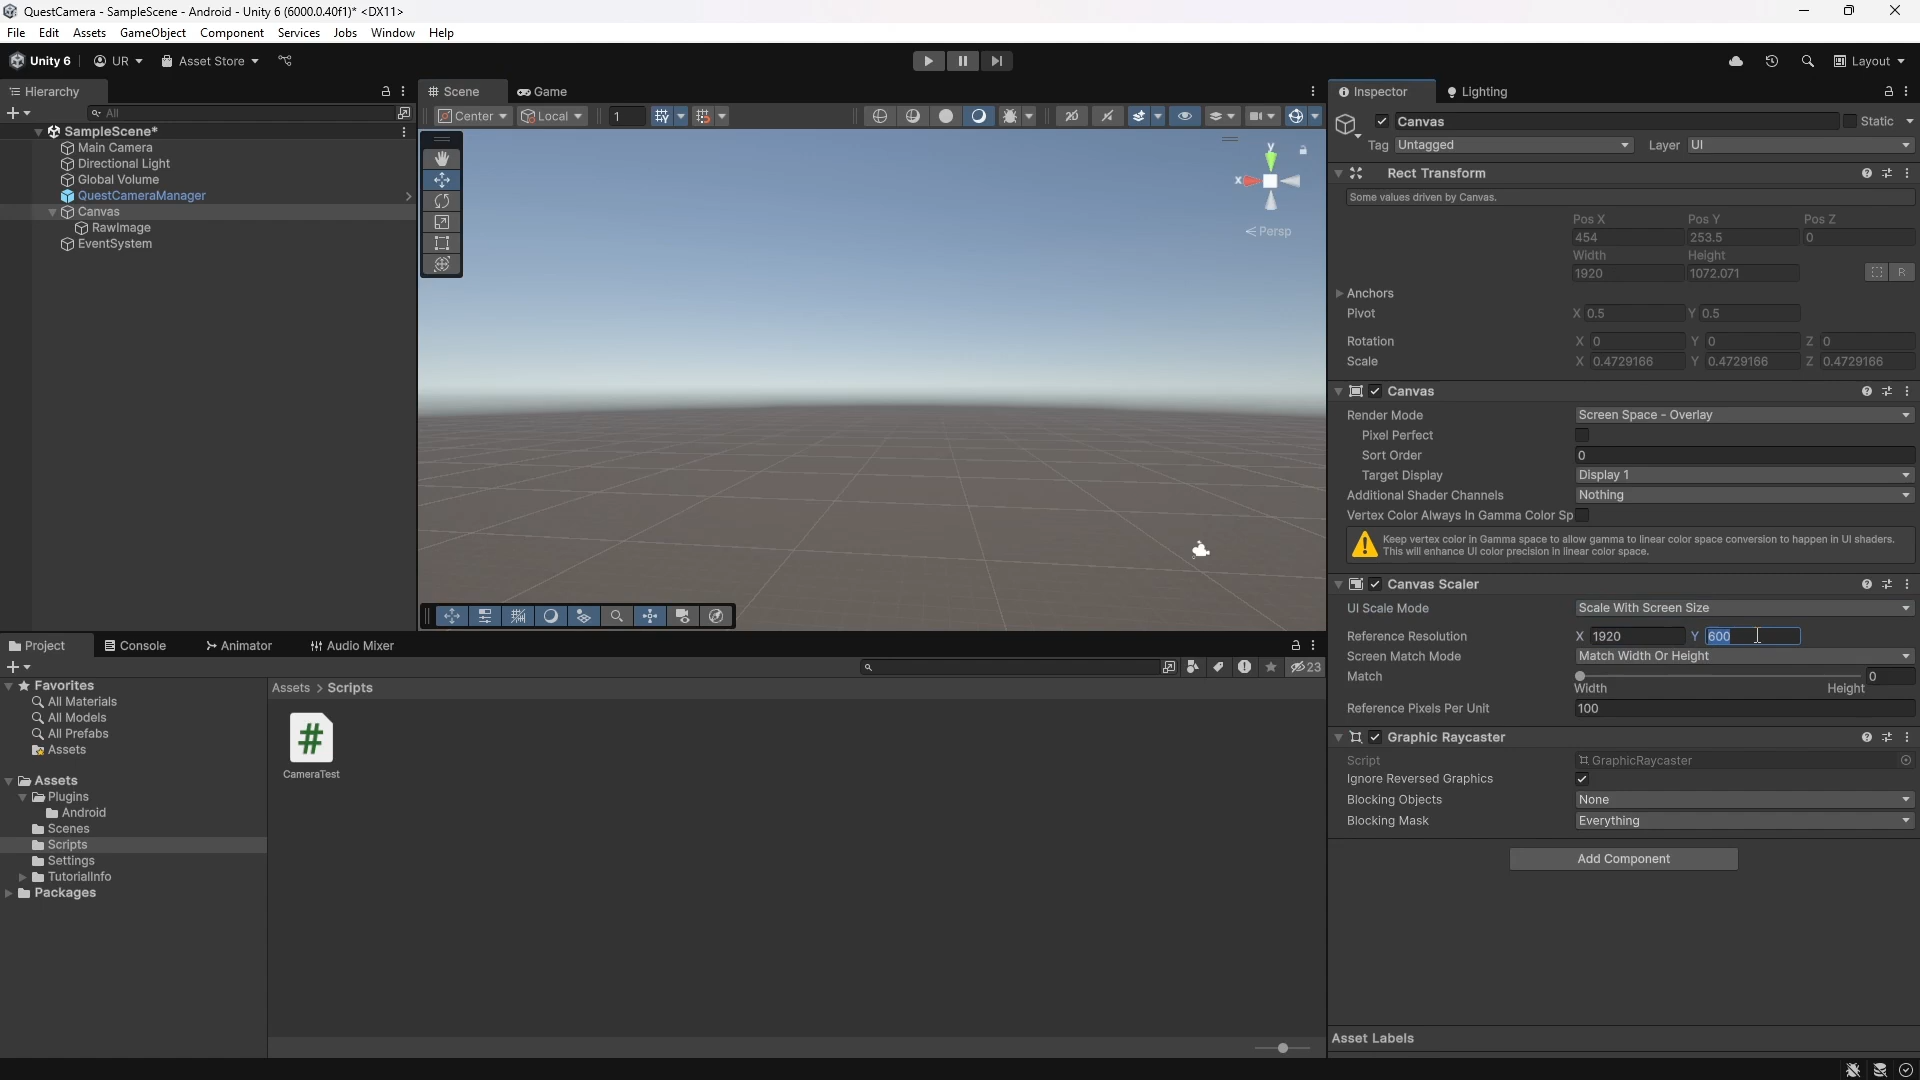 QuestCamera - SampleScene - Android - Unity 6 (6000.0.40f1)* <DX11>
File Edit Assets GameObject Component Services Jobs Window Help
Unity 6 UR Asset Store Layout
Hierarchy
All
SampleScene*
Main Camera
Directional Light
Global Volume
QuestCameraManager
Canvas
RawImage
EventSystem
Scene Game
Center Local 1
y
x
Persp
Inspector Lighting
Canvas Static
Tag Untagged Layer UI
Rect Transform
Some values driven by Canvas.
Pos X Pos Y Pos Z
454 253.5 0
Width Height
1920 1072.071 R
Anchors
Pivot X 0.5 Y 0.5
Rotation X 0 Y 0 Z 0
Scale X 0.4729166 Y 0.4729166 Z 0.4729166
Canvas
Render Mode Screen Space - Overlay
Pixel Perfect
Sort Order 0
Target Display Display 1
Additional Shader Channels Nothing
Vertex Color Always In Gamma Color Sp
Keep vertex color in Gamma space to allow gamma to linear color space conversion to happen in UI shaders.
This will enhance UI color precision in linear color space.
Canvas Scaler
UI Scale Mode Scale With Screen Size
Reference Resolution X 1920 Y 600
Screen Match Mode Match Width Or Height
Match 0
Width Height
Reference Pixels Per Unit 100
Graphic Raycaster
Script GraphicRaycaster
Ignore Reversed Graphics
Blocking Objects None
Blocking Mask Everything
Add Component
Asset Labels
Project Console Animator Audio Mixer
23
Favorites
All Materials
All Models
All Prefabs
Assets
Assets
Plugins
Android
Scenes
Scripts
Settings
TutorialInfo
Packages
Assets > Scripts
#
CameraTest